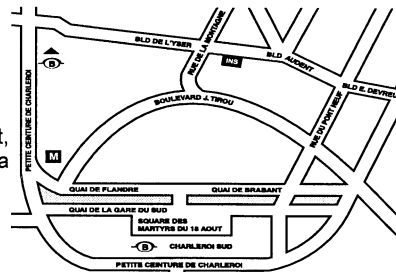 BLD DE L'YSER
RUE DE LA MONTAGNE
BLD AUDENT
INS
B
BLD E. DEVREU
BOULEVARD J. TIROU
RUE DU PONT NEUF
PETITE CEINTURE DE CHARLEROI
t,
M
a
QUAI DE FLANDRE
QUAI DE BRABANT
QUAI DE LA GARE DU SUD
SQUARE DES
MARTYRS DU 18 AOUT
B
CHARLEROI SUD
PETITE CEINTURE DE CHARLEROI